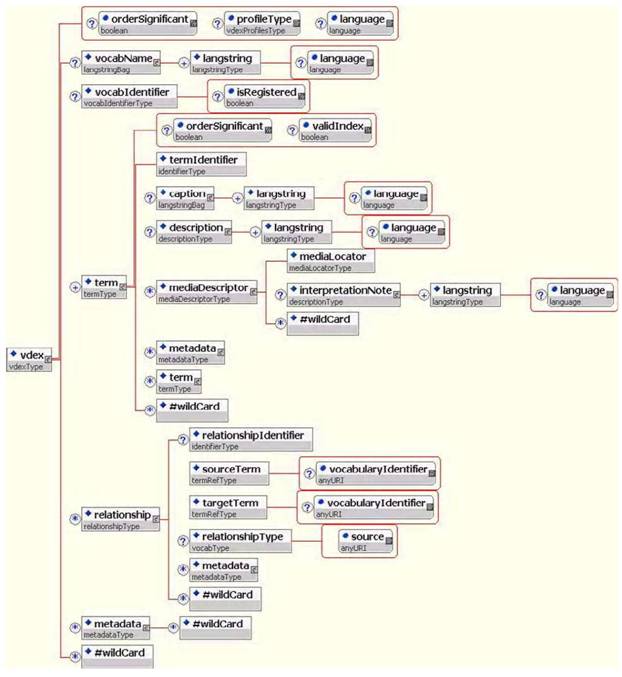 orderSignificant profileType language
boolean vdexProfilesType language
vocabName langstring language
langstringBag langstringType language
vocabIdentifier isRegistered
vocabIdentifierType boolean
orderSignificant validIndex
boolean boolean
termIdentifier
identifierType
caption langstring language
langstringBag langstringType language
description langstring language
descriptionType langstringType language
mediaLocator
mediaLocatorType
term mediaDescriptor interpretationNote langstring language
termType mediaDescriptorType descriptionType langstringType language
#wildCard
metadata
metadataType
vdex
vdexType
term
termType
#wildCard
relationshipIdentifier
identifierType
sourceTerm vocabularyIdentifier
termRefType anyURI
targetTerm vocabularyIdentifier
termRefType anyURI
relationship
relationshipType
relationshipType source
vocabType anyURI
metadata
metadataType
#wildCard
metadata #wildCard
metadataType
#wildCard